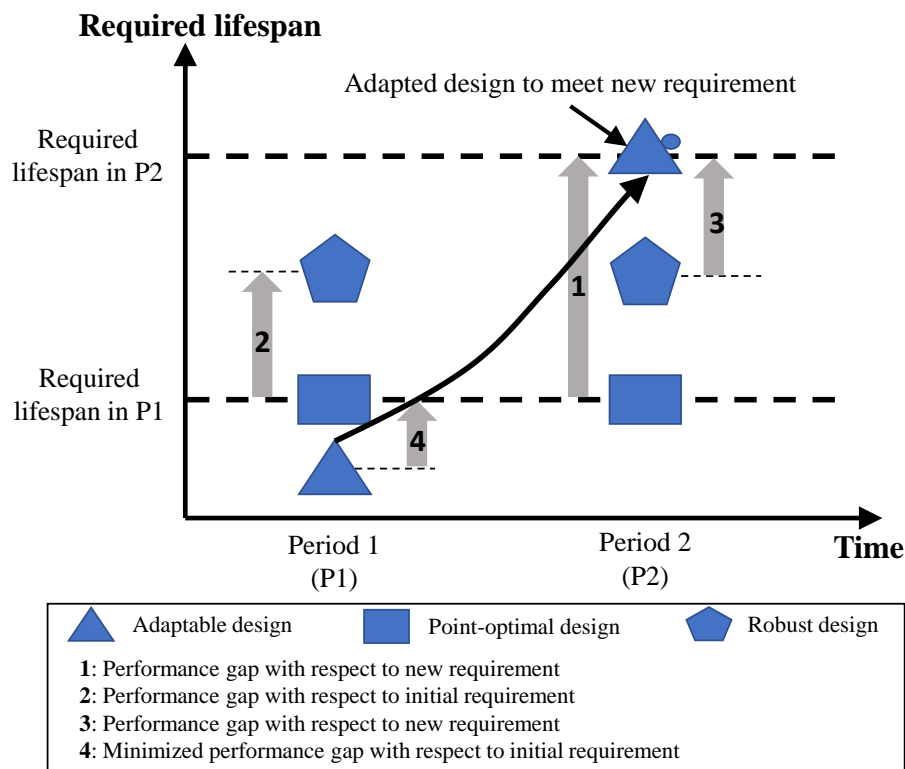 Required lifespan
Adapted design to meet new requirement
Required
lifespan in P2
3
1
2
Required
lifespan in P1
4
Period 1
(P1)
Period 2
(P2)
Time
Adaptable design
Point-optimal design
Robust design
1: Performance gap with respect to new requirement
2: Performance gap with respect to initial requirement
3: Performance gap with respect to new requirement
4: Minimized performance gap with respect to initial requirement